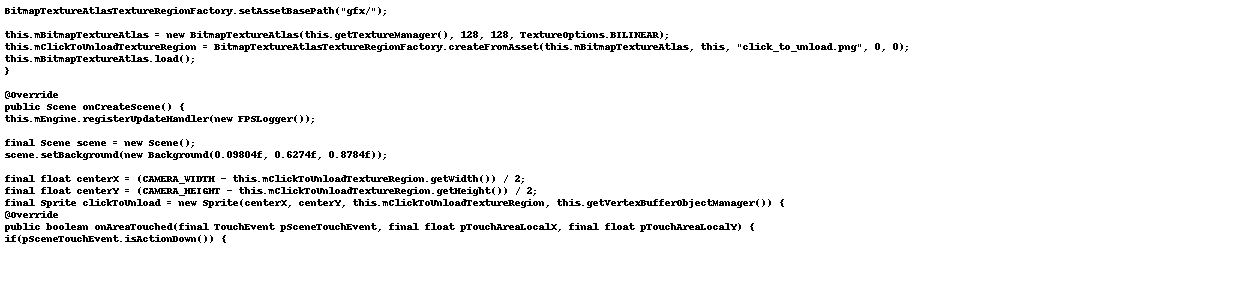 BitmapTextureAtlasTextureRegionFactory.setAssetBasePath("gfx/");
this.mBitmapTextureAtlas = new BitmapTextureAtlas(this.getTextureManager(), 128, 128, TextureOptions.BILINEAR);
this.mClickToUnloadTextureRegion = BitmapTextureAtlasTextureRegionFactory.createFromAsset(this.mBitmapTextureAtlas, this, "click_to_unload.png", 0, 0);
this.mBitmapTextureAtlas.load();
}
@Override
public Scene onCreateScene() {
this.mEngine.registerUpdateHandler(new FPSLogger());
final Scene scene = new Scene();
scene.setBackground(new Background(0.09804f, 0.6274f, 0.8784f));
final float centerX = (CAMERA_WIDTH - this.mClickToUnloadTextureRegion.getWidth()) / 2;
final float centerY = (CAMERA_HEIGHT - this.mClickToUnloadTextureRegion.getHeight()) / 2;
final Sprite clickToUnload = new Sprite(centerX, centerY, this.mClickToUnloadTextureRegion, this.getVertexBufferObjectManager()) {
@Override
public boolean onAreaTouched(final TouchEvent pSceneTouchEvent, final float pTouchAreaLocalX, final float pTouchAreaLocalY) {
if(pSceneTouchEvent.isActionDown()) {